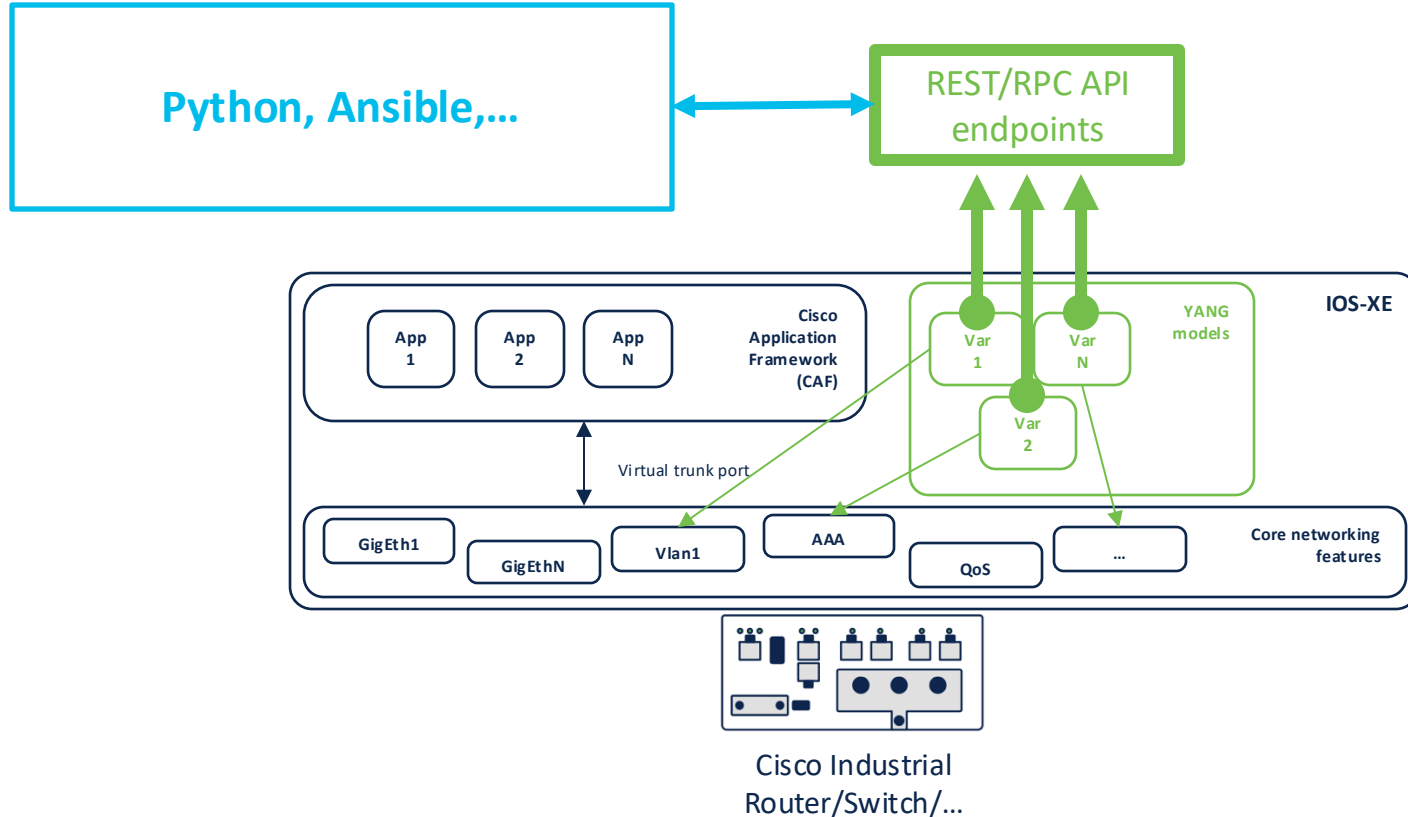 Python, Ansible,…
REST/RPC API
endpoints
IOS-XE
App
1
App
2
App
N
Cisco
Application
Framework
(CAF)
Var
1
Var
N
Var
2
YANG
models
Virtual trunk port
GigEth1
GigEthN
Vlan1
AAA
QoS
…
Core networking
features
Cisco Industrial
Router/Switch/…